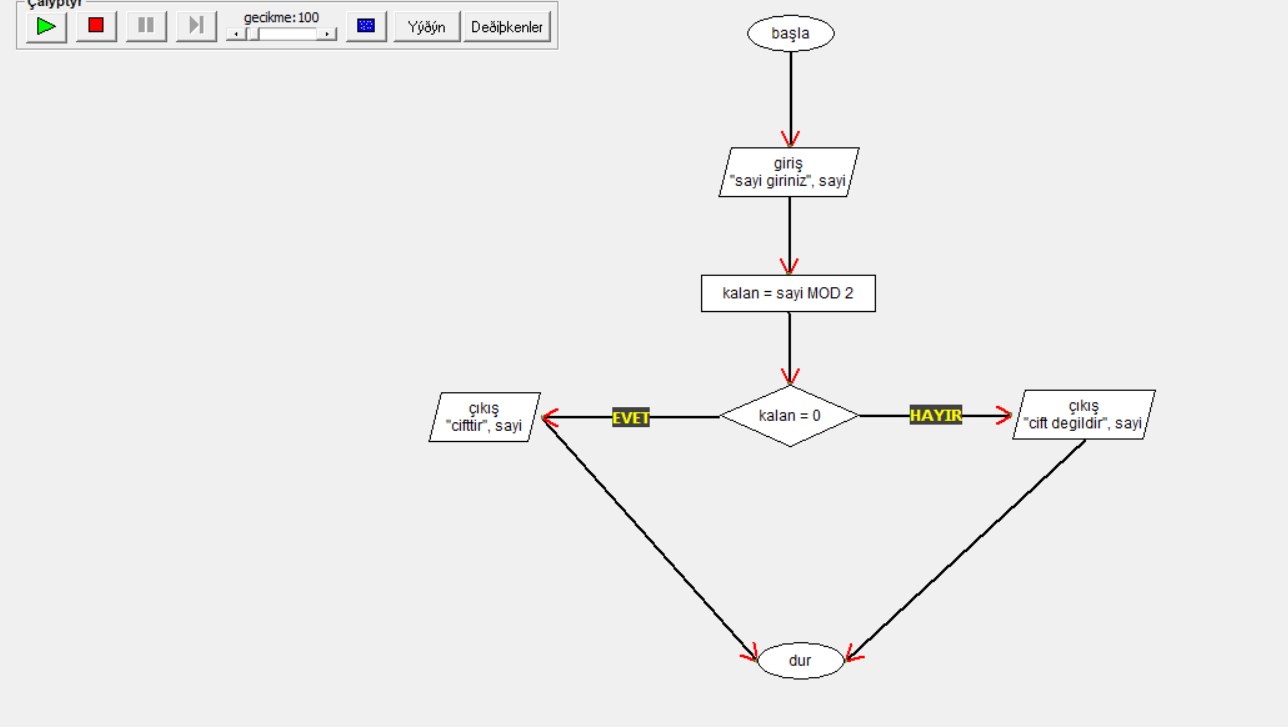 Çalýþtýr
gecikme:100
Yýðýn
Deðiþkenler
başla
giriş
"sayi giriniz", sayi
kalan = sayi MOD 2
kalan = 0
EVET
HAYIR
çıkış
"cifttir", sayi
çıkış
"cift degildir", sayi
dur